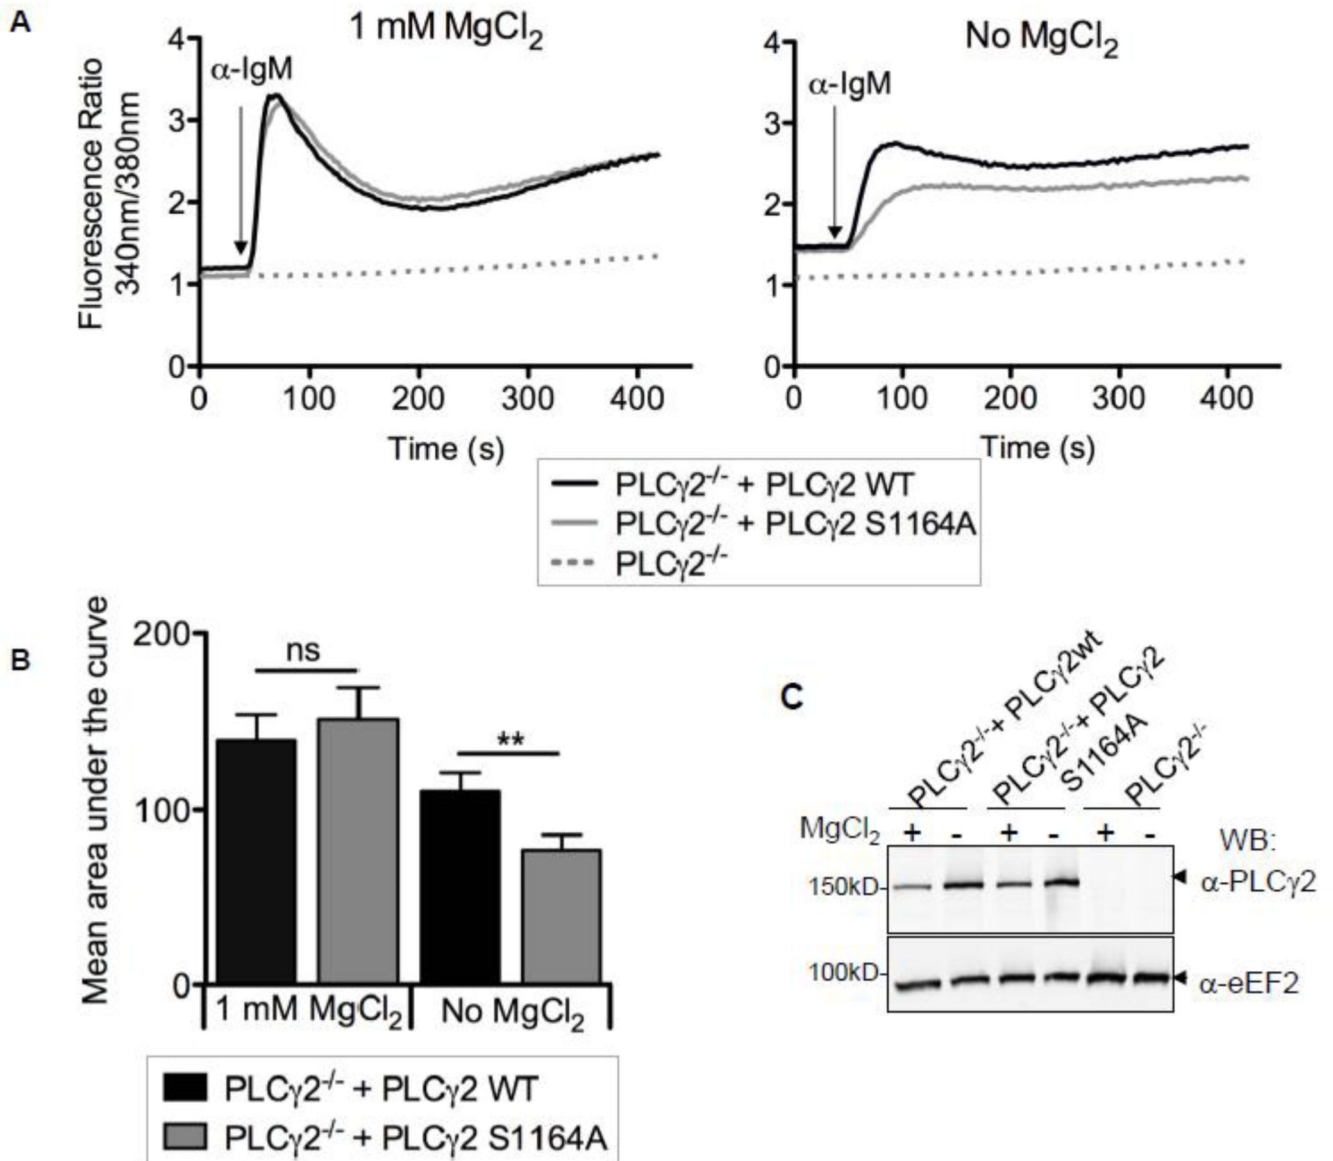 A
1 mM MgCl₂
No MgCl₂
Fluorescence Ratio
340nm/380nm
4
3
2
1
0
α-IgM
0 100 200 300 400
Time (s)
4
3
2
1
0
α-IgM
0 100 200 300 400
Time (s)
PLCγ2⁻/⁻ + PLCγ2 WT
PLCγ2⁻/⁻ + PLCγ2 S1164A
PLCγ2⁻/⁻
B
Mean area under the curve
200
100
0
ns
**
1 mM MgCl₂
No MgCl₂
PLCγ2⁻/⁻ + PLCγ2 WT
PLCγ2⁻/⁻ + PLCγ2 S1164A
C
PLCγ2⁻/⁻+ PLCγ2wt
PLCγ2⁻/⁻+ PLCγ2
S1164A
PLCγ2⁻/⁻
MgCl₂ + - + - + -
WB:
150kD
α-PLCγ2
100kD
α-eEF2